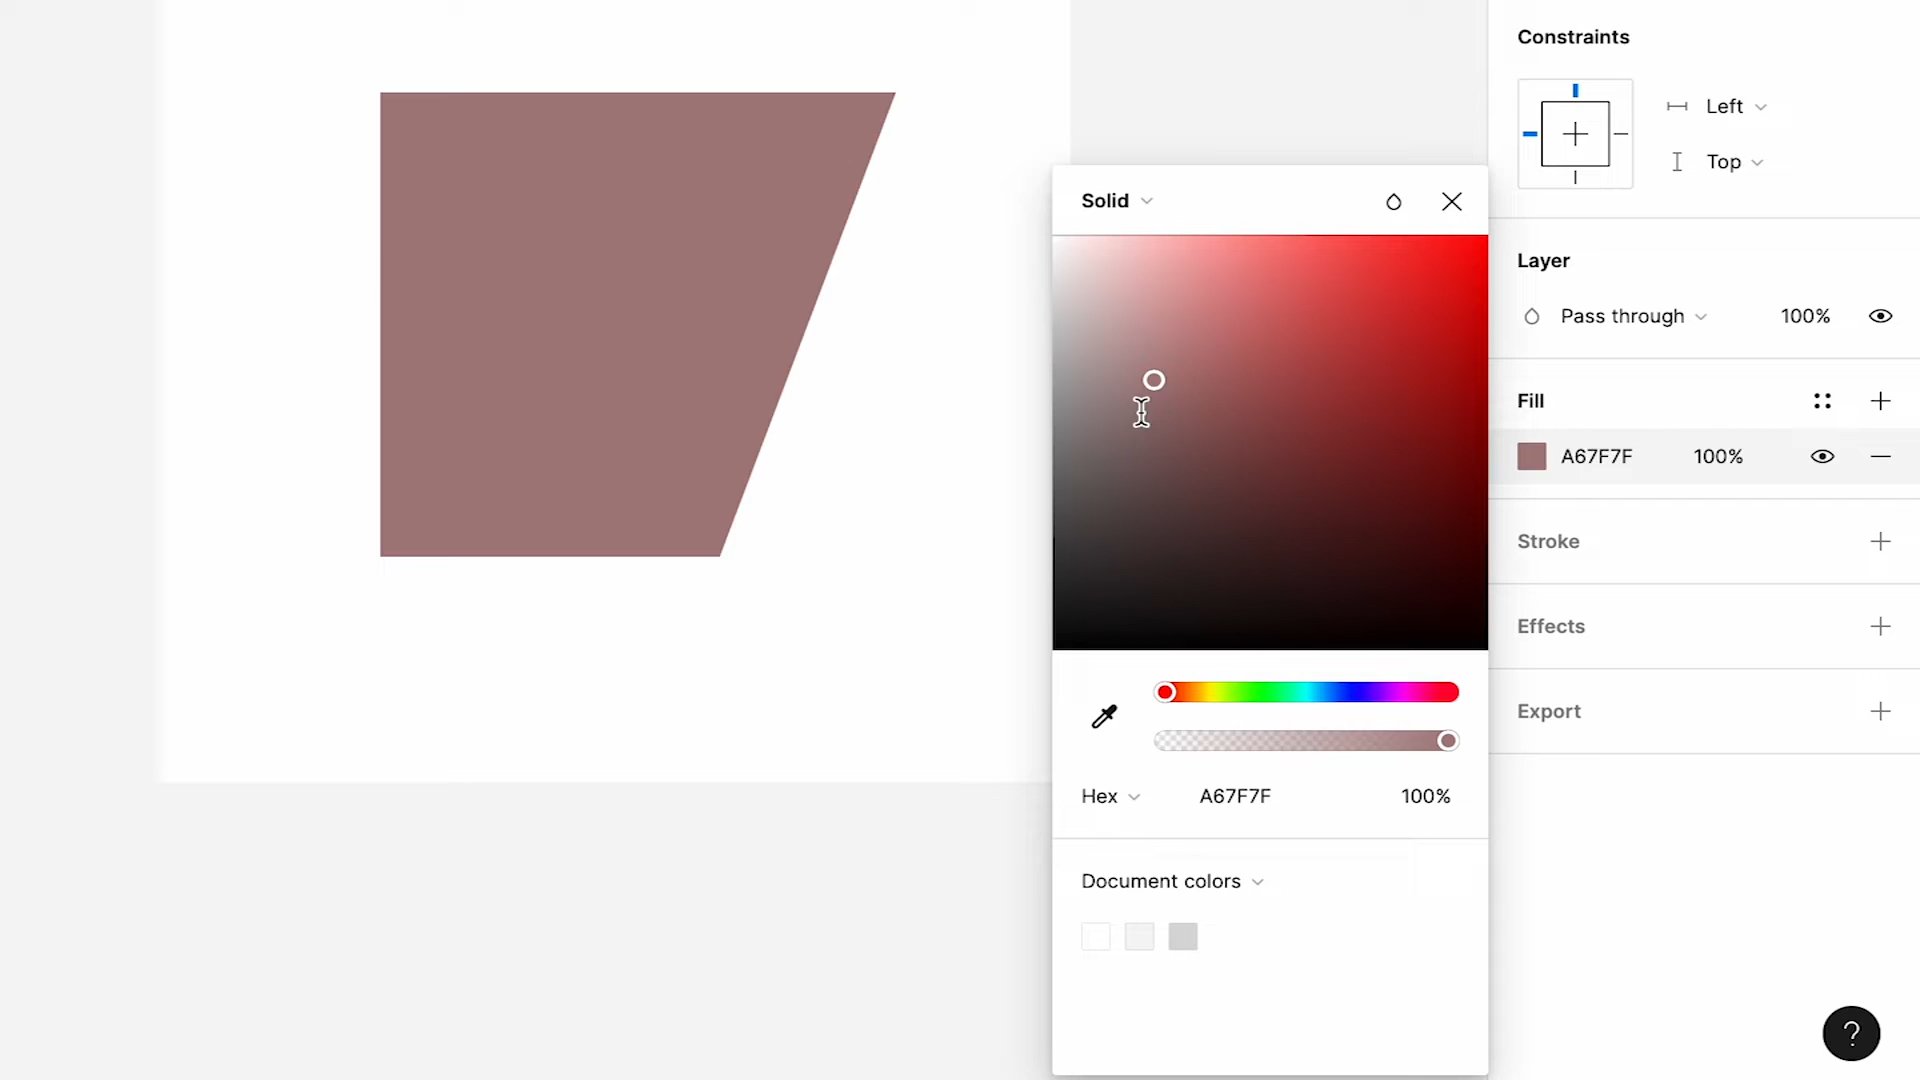 Constraints
Left
Top
Solid
Layer
Pass through 100%
Fill
A67F7F 100%
Stroke
Effects
Export
Hex A67F7F 100%
Document colors
?